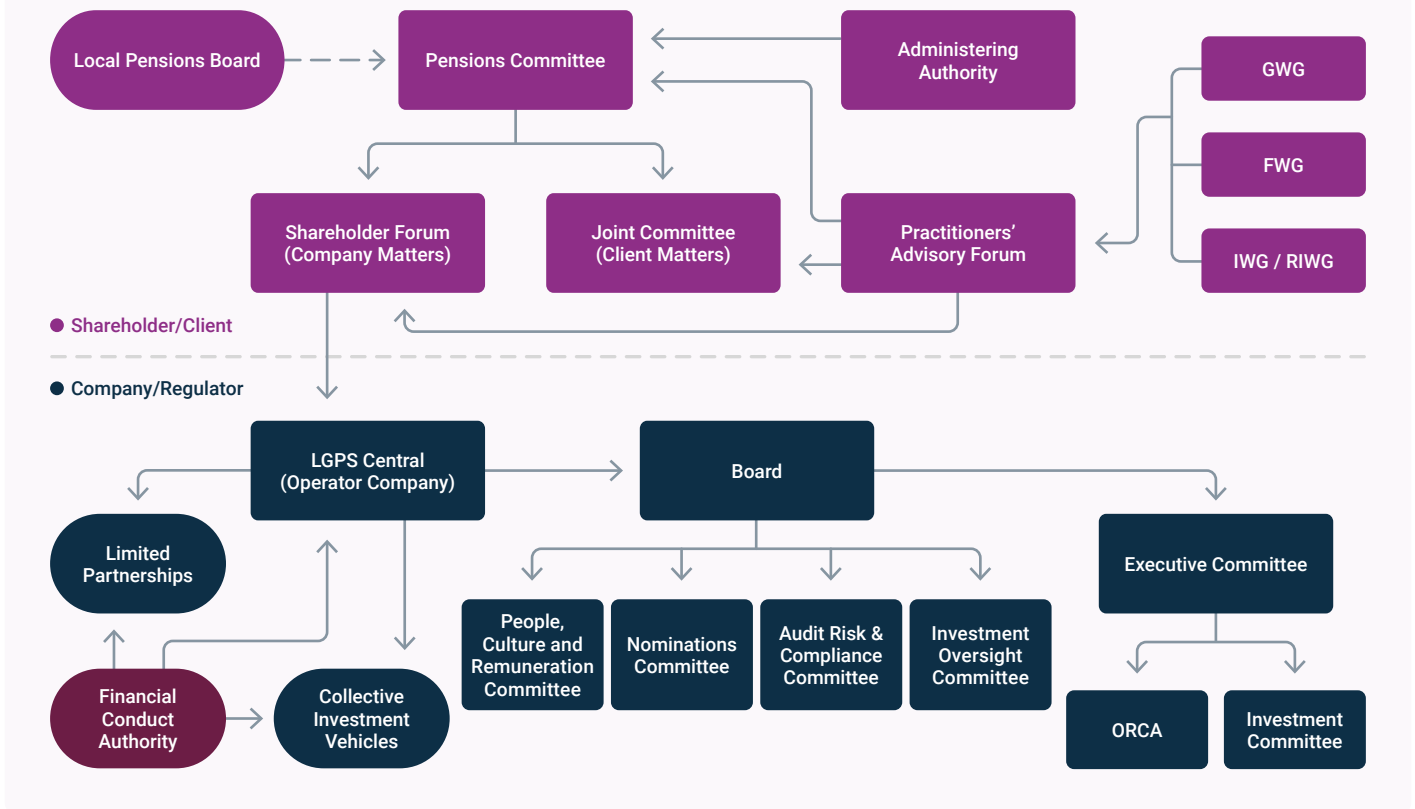 Local Pensions Board
Pensions Committee
Administering
Authority
GWG
FWG
IWG / RIWG
Shareholder Forum
(Company Matters)
Joint Committee
(Client Matters)
Practitioners’
Advisory Forum
Shareholder/Client
Company/Regulator
LGPS Central
(Operator Company)
Board
Limited
Partnerships
Executive Committee
People,
Culture and
Remuneration
Committee
Nominations
Committee
Audit Risk &
Compliance
Committee
Investment
Oversight
Committee
Financial
Conduct
Authority
Collective
Investment
Vehicles
ORCA
Investment
Committee